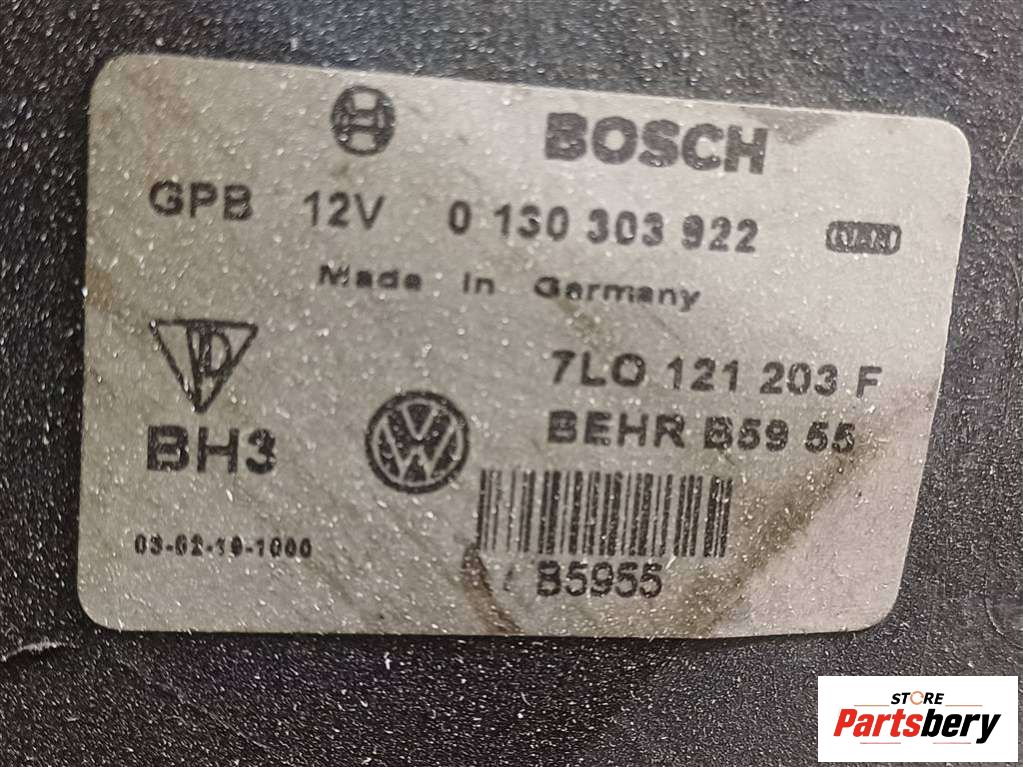 BOSCH
GPB 12V 0 130 303 922
Made in Germany
7L0 121 203 F
BH3 BEHR B59 55
03-02-19-1000
B5955
STORE
Partsbery